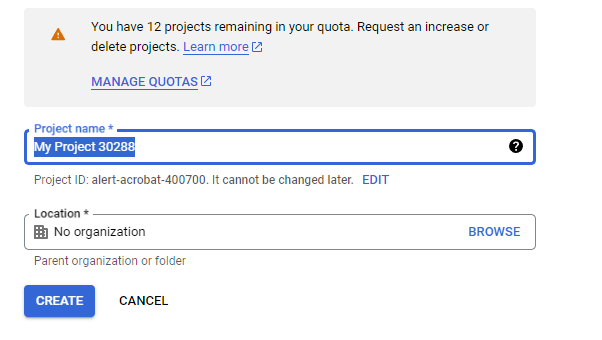 You have 12 projects remaining in your quota. Request an increase or
delete projects. Learn more
MANAGE QUOTAS
Project name *
My Project 30288
Project ID: alert-acrobat-400700. It cannot be changed later. EDIT
Location *
No organization BROWSE
Parent organization or folder
CREATE CANCEL